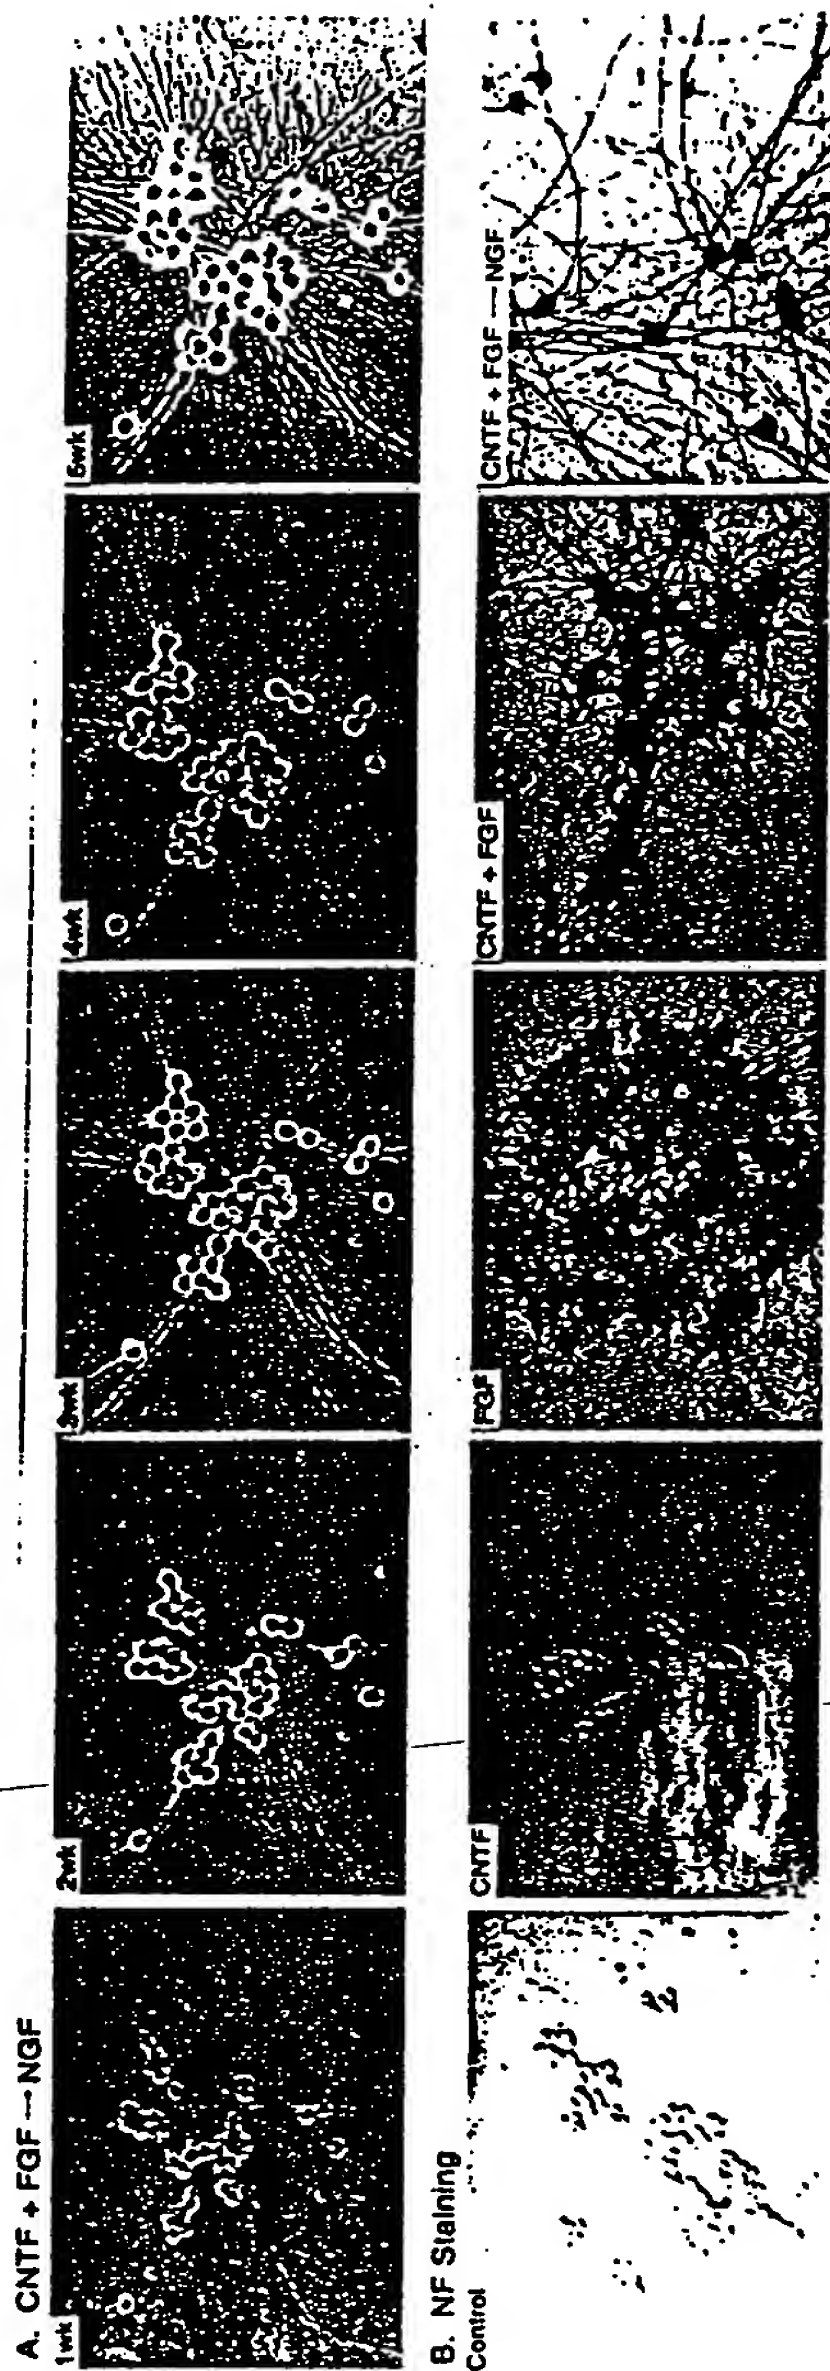 A. CNTF + FGF → NGF
1wk
2wk
3wk
4wk
5wk
B. NF Staining
Control
CNTF
FGF
CNTF + FGF
CNTF + FGF → NGF